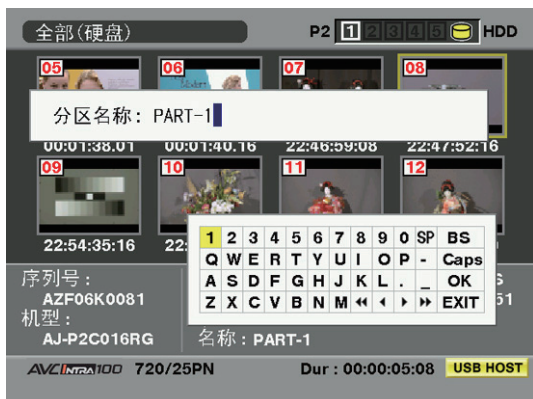 全部(硬盘)
P2 1 2 3 4 5 HDD
05 06 07 08
分区名称: PART-1
00:01:38.01 00:01:40.16 22:46:59:08 22:47:52:16
09 10 11 12
22:54:35:16 22:
1 2 3 4 5 6 7 8 9 0 SP BS
Q W E R T Y U I O P - Caps
A S D F G H J K L . _ OK
Z X C V B N M EXIT
序列号:
AZF06K0081
51
机型:
AJ-P2C016RG
名称: PART-1
AVC INTRA 100 720/25PN Dur : 00:00:05:08 USB HOST